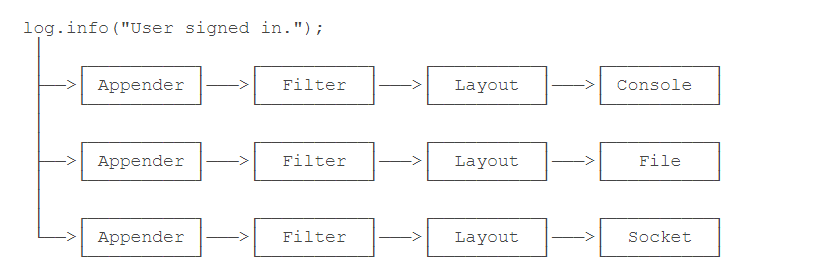 log.info("User signed in.");
Appender Filter Layout Console
Appender Filter Layout File
Appender Filter Layout Socket